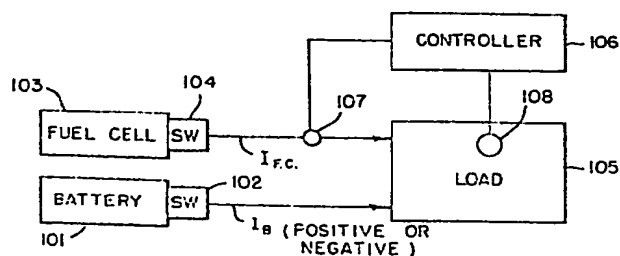 CONTROLLER
106
103
104
107
108
FUEL CELL
SW
I F.C.
LOAD
105
102
BATTERY
SW
101
I B (POSITIVE OR
NEGATIVE)